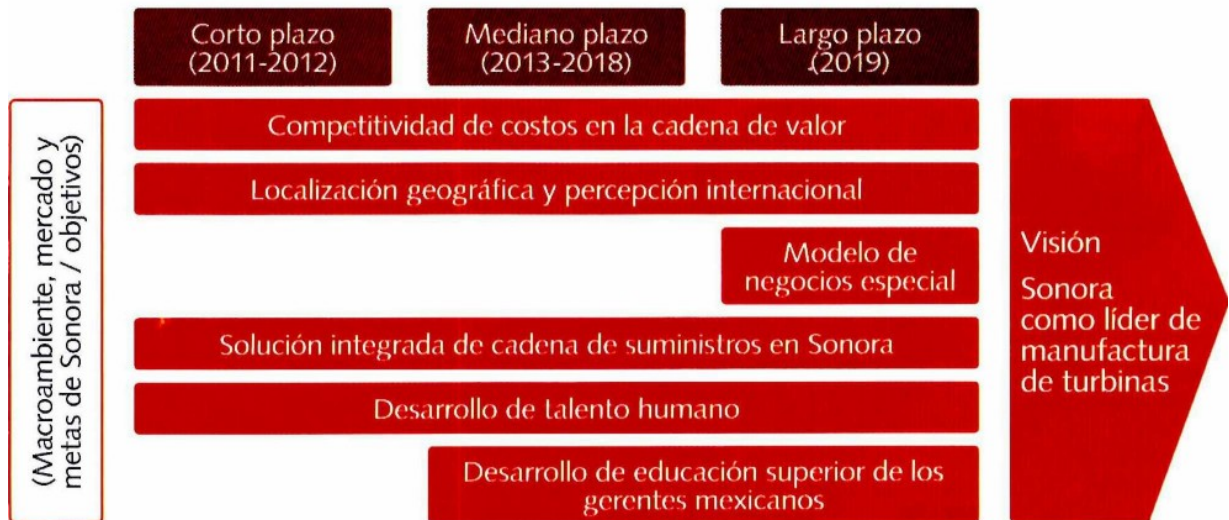 Corto plazo
(2011-2012)
Mediano plazo
(2013-2018)
Largo plazo
(2019)
(Macroambiente, mercado y
metas de Sonora / objetivos)
Competitividad de costos en la cadena de valor
Localización geográfica y percepción internacional
Modelo de
negocios especial
Solución integrada de cadena de suministros en Sonora
Desarrollo de talento humano
Desarrollo de educación superior de los
gerentes mexicanos
Visión
Sonora
como líder de
manufactura
de turbinas